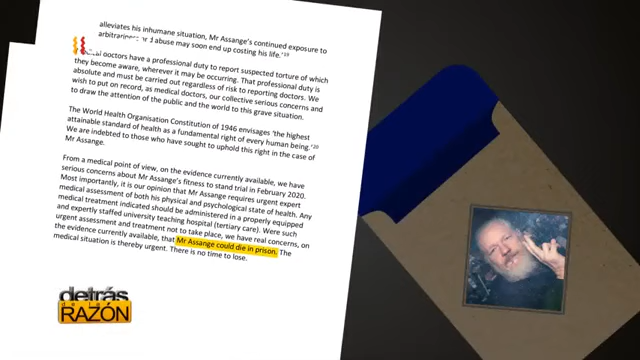 alleviates his inhumane situation, Mr Assange's continued exposure to
arbitrariness and abuse may soon end up costing his life.'¹⁹
doctors have a professional duty to report suspected torture of which
they become aware, wherever it may be occurring. That professional duty is
absolute and must be carried out regardless of risk to reporting doctors. We
wish to put on record, as medical doctors, our collective serious concerns and
to draw the attention of the public and the world to this grave situation.
The World Health Organisation Constitution of 1946 envisages 'the highest
attainable standard of health as a fundamental right of every human being.'²⁰
We are indebted to those who have sought to uphold this right in the case of
Mr Assange.
From a medical point of view, on the evidence currently available, we have
serious concerns about Mr Assange's fitness to stand trial in February 2020.
Most importantly, it is our opinion that Mr Assange requires urgent expert
medical assessment of both his physical and psychological state of health. Any
medical treatment indicated should be administered in a properly equipped
and expertly staffed university teaching hospital (tertiary care). Were such
urgent assessment and treatment not to take place, we have real concerns, on
the evidence currently available, that Mr Assange could die in prison. The
medical situation is thereby urgent. There is no time to lose.
detrás
de la
RAZÓN